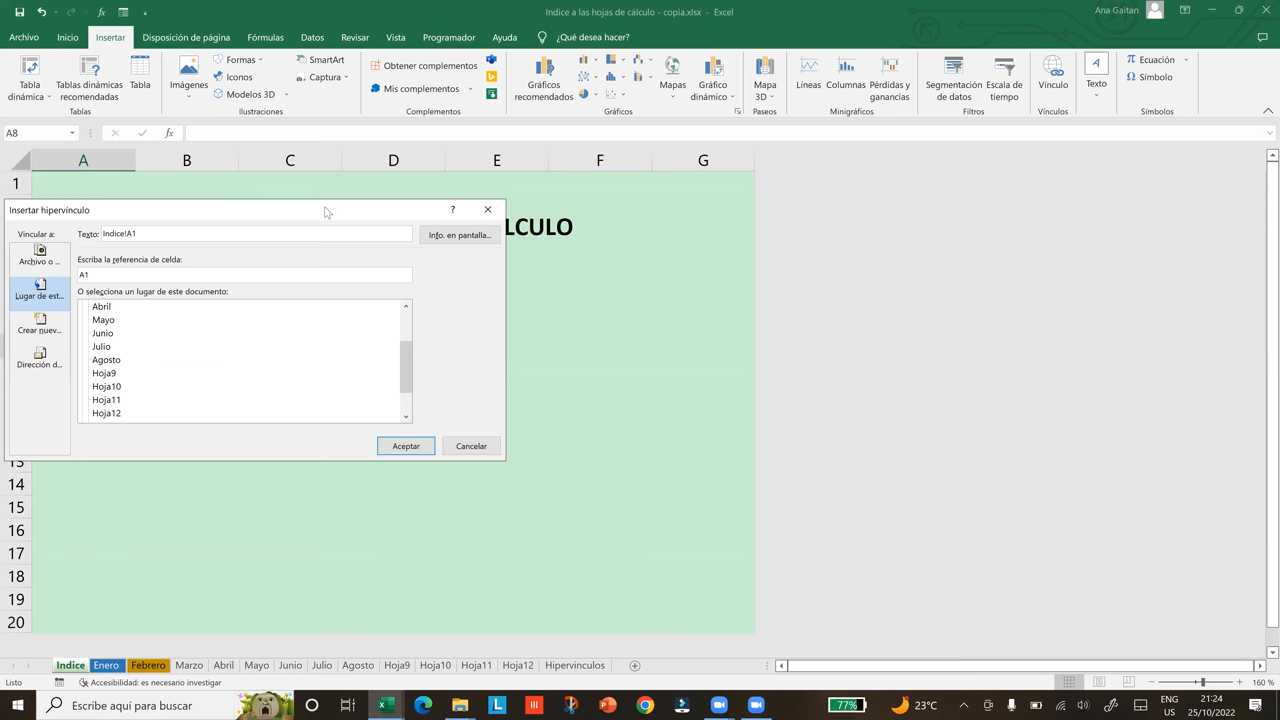 Indice a las hojas de cálculo - copia.xlsx - Excel
Ana Gaitan
Archivo Inicio Insertar Disposición de página Fórmulas Datos Revisar Vista Programador Ayuda ¿Qué desea hacer?
Tabla dinámica
Tablas dinámicas recomendadas
Tabla
Tablas
Imágenes
Formas
Iconos
Modelos 3D
SmartArt
Captura
Ilustraciones
Obtener complementos
Mis complementos
Complementos
Gráficos recomendados
Mapas
Gráfico dinámico
Gráficos
Mapa 3D
Paseos
Líneas
Columnas
Pérdidas y ganancias
Minigráficos
Segmentación de datos
Escala de tiempo
Filtros
Vínculo
Vínculos
Texto
Ecuación
Símbolo
Símbolos
A8
fx
A B C D E F G
1
LCULO
Insertar hipervínculo
?
Vincular a:
Texto: Indice!A1
Info. en pantalla...
Archivo o ...
Lugar de est...
Crear nuev...
Dirección d...
Escriba la referencia de celda:
A1
O selecciona un lugar de este documento:
Abril
Mayo
Junio
Julio
Agosto
Hoja9
Hoja10
Hoja11
Hoja12
Aceptar Cancelar
13
14
15
16
17
18
19
20
Indice Enero Febrero Marzo Abril Mayo Junio Julio Agosto Hoja9 Hoja10 Hoja11 Hoja12 Hipervinculos
Listo Accesibilidad: es necesario investigar 160 %
Escribe aquí para buscar
77%
23°C
ENG
US
21:24
25/10/2022